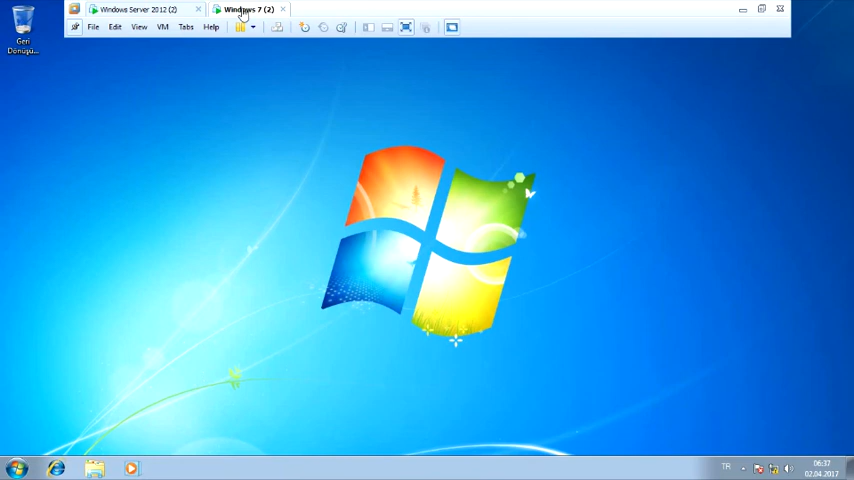 Windows Server 2012 (2)
Windows 7 (2)
File Edit View VM Tabs Help
Geri
Dönüşü...
TR
06:37
02.04.2017